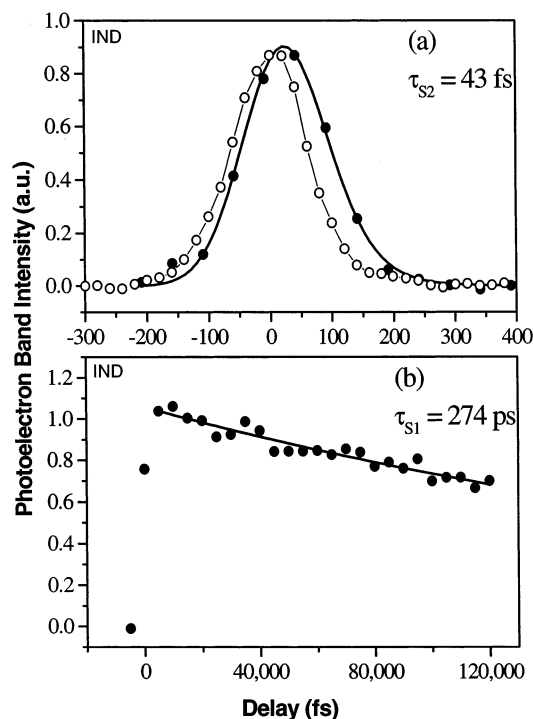 IND
(a)
τS2 = 43 fs
1.0
0.8
0.6
0.4
0.2
0.0
-300 -200 -100 0 100 200 300 400
Photoelectron Band Intensity (a.u.)
IND
(b)
τS1 = 274 ps
1.2
1.0
0.8
0.6
0.4
0.2
0.0
0 40,000 80,000 120,000
Delay (fs)